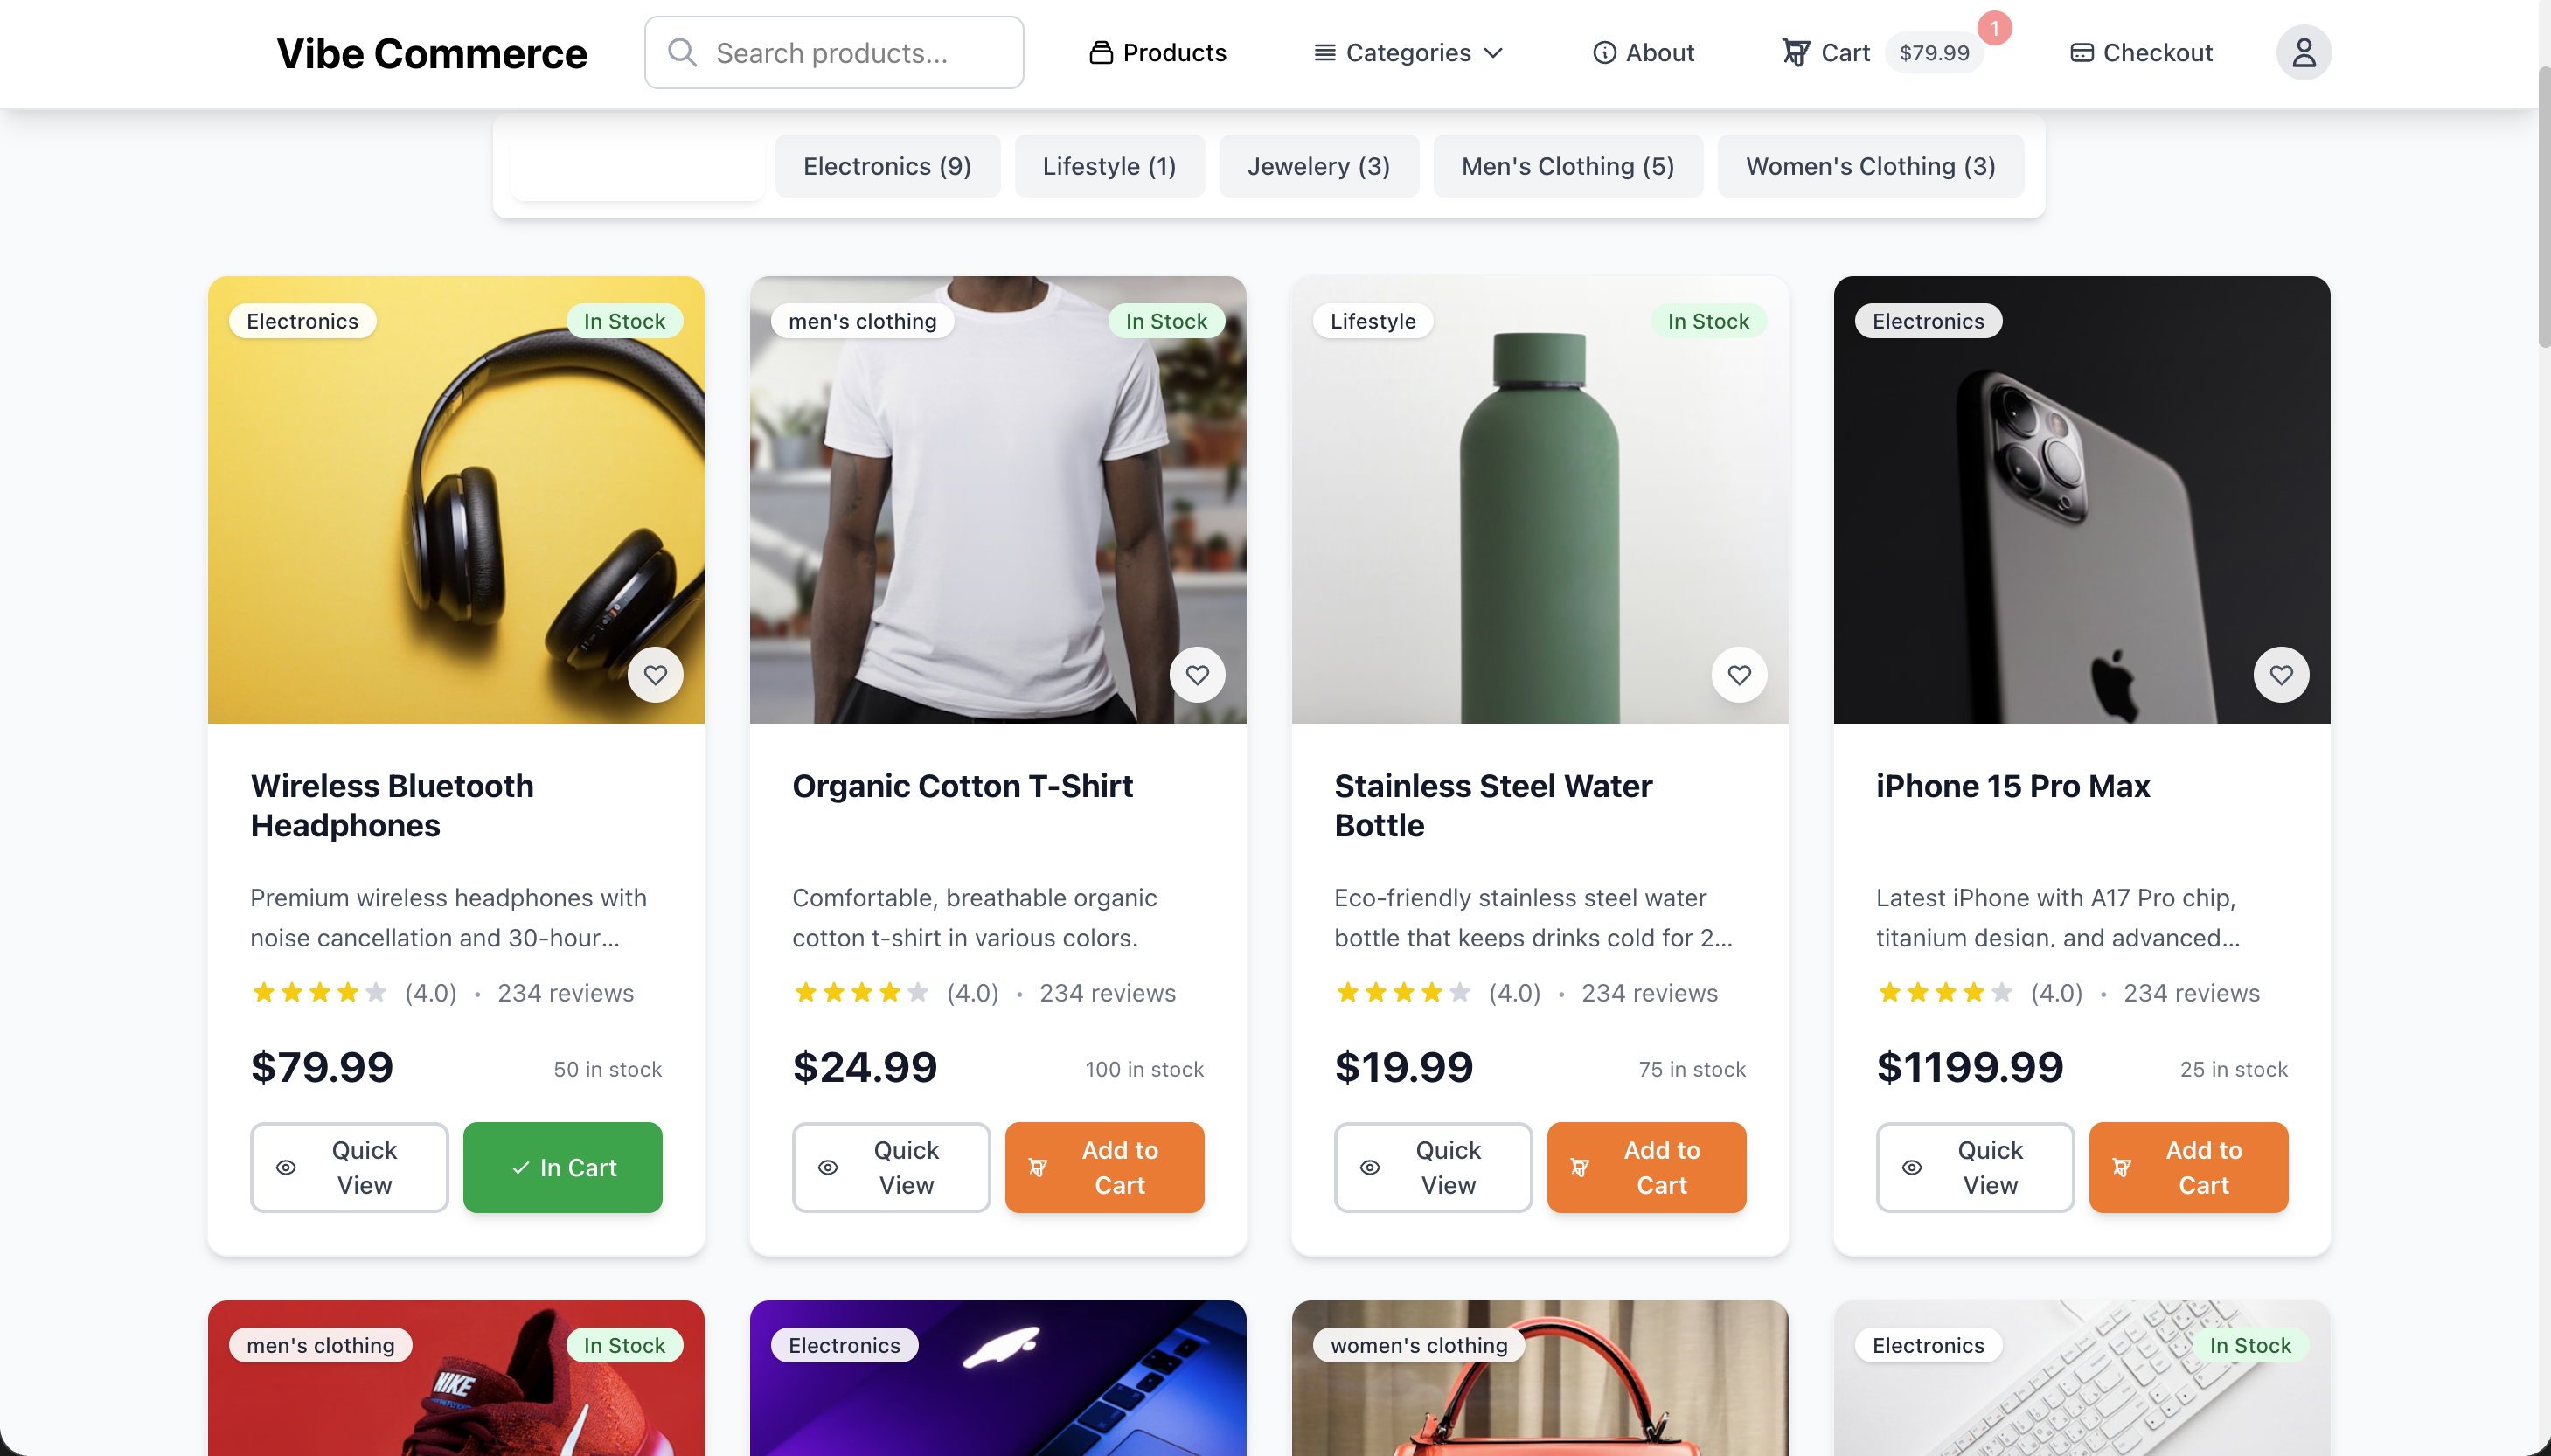 Vibe Commerce
Search products...
Products
Categories
About
Cart
$79.99
1
Checkout
Electronics (9)
Lifestyle (1)
Jewelery (3)
Men's Clothing (5)
Women's Clothing (3)
Electronics
In Stock
Wireless Bluetooth
Headphones
Premium wireless headphones with
noise cancellation and 30-hour...
(4.0) • 234 reviews
$79.99
50 in stock
Quick
View
In Cart
men's clothing
In Stock
Organic Cotton T-Shirt
Comfortable, breathable organic
cotton t-shirt in various colors.
(4.0) • 234 reviews
$24.99
100 in stock
Quick
View
Add to
Cart
Lifestyle
In Stock
Stainless Steel Water
Bottle
Eco-friendly stainless steel water
bottle that keeps drinks cold for 2...
(4.0) • 234 reviews
$19.99
75 in stock
Quick
View
Add to
Cart
Electronics
iPhone 15 Pro Max
Latest iPhone with A17 Pro chip,
titanium design, and advanced...
(4.0) • 234 reviews
$1199.99
25 in stock
Quick
View
Add to
Cart
men's clothing
In Stock
NIKE
Electronics
women's clothing
Electronics
In Stock